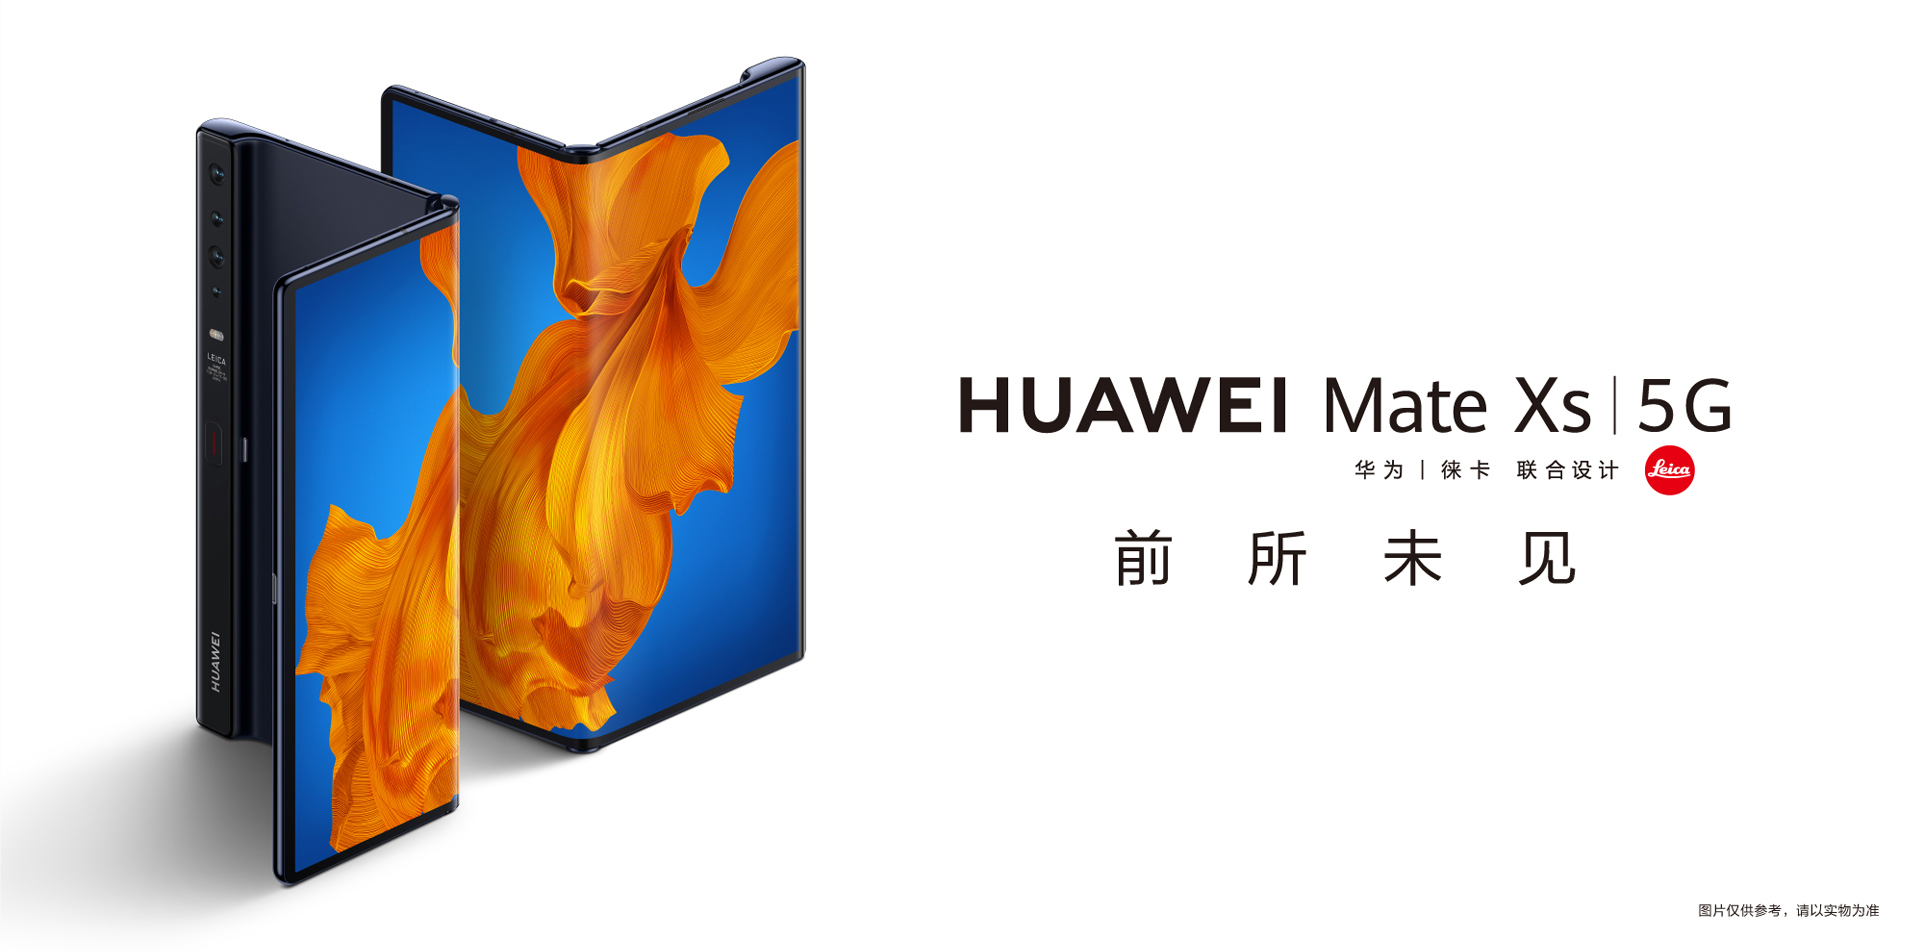 HUAWEI Mate Xs | 5G
华为 | 徕卡 联合设计 Leica
前所未见
LEICA
HUAWEI
图片仅供参考，请以实物为准